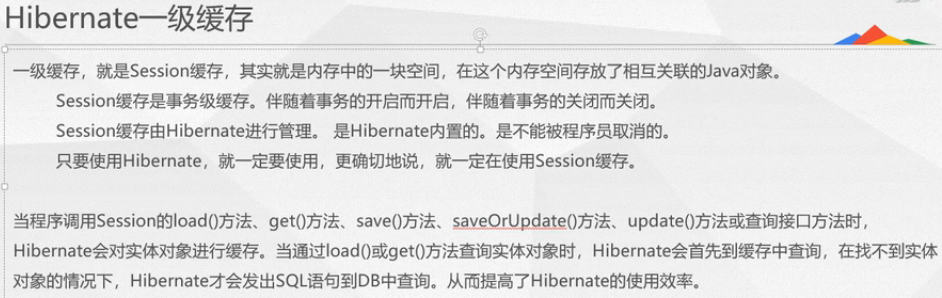 Hibernate一级缓存
一级缓存，就是Session缓存，其实就是内存中的一块空间，在这个内存空间存放了相互关联的Java对象。
Session缓存是事务级缓存。伴随着事务的开启而开启，伴随着事务的关闭而关闭。
Session缓存由Hibernate进行管理。 是Hibernate内置的。是不能被程序员取消的。
只要使用Hibernate，就一定要使用，更确切地说，就一定在使用Session缓存。
当程序调用Session的load()方法、get()方法、save()方法、saveOrUpdate()方法、update()方法或查询接口方法时，
Hibernate会对实体对象进行缓存。当通过load()或get()方法查询实体对象时，Hibernate会首先到缓存中查询，在找不到实体
对象的情况下，Hibernate才会发出SQL语句到DB中查询。从而提高了Hibernate的使用效率。